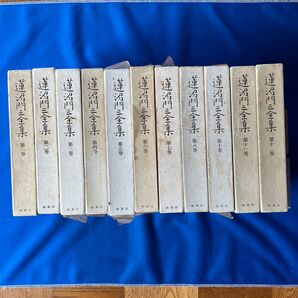 蓮沼門三全集 第一巻
蓮沼門三全集 第二巻
蓮沼門三全集 第三巻
蓮沼門三全集 第四巻
蓮沼門三全集 第五巻
蓮沼門三全集 第六巻
蓮沼門三全集 第七巻
蓮沼門三全集 第八巻
蓮沼門三全集 第十巻
蓮沼門三全集 第十一巻
蓮沼門三全集 第十二巻